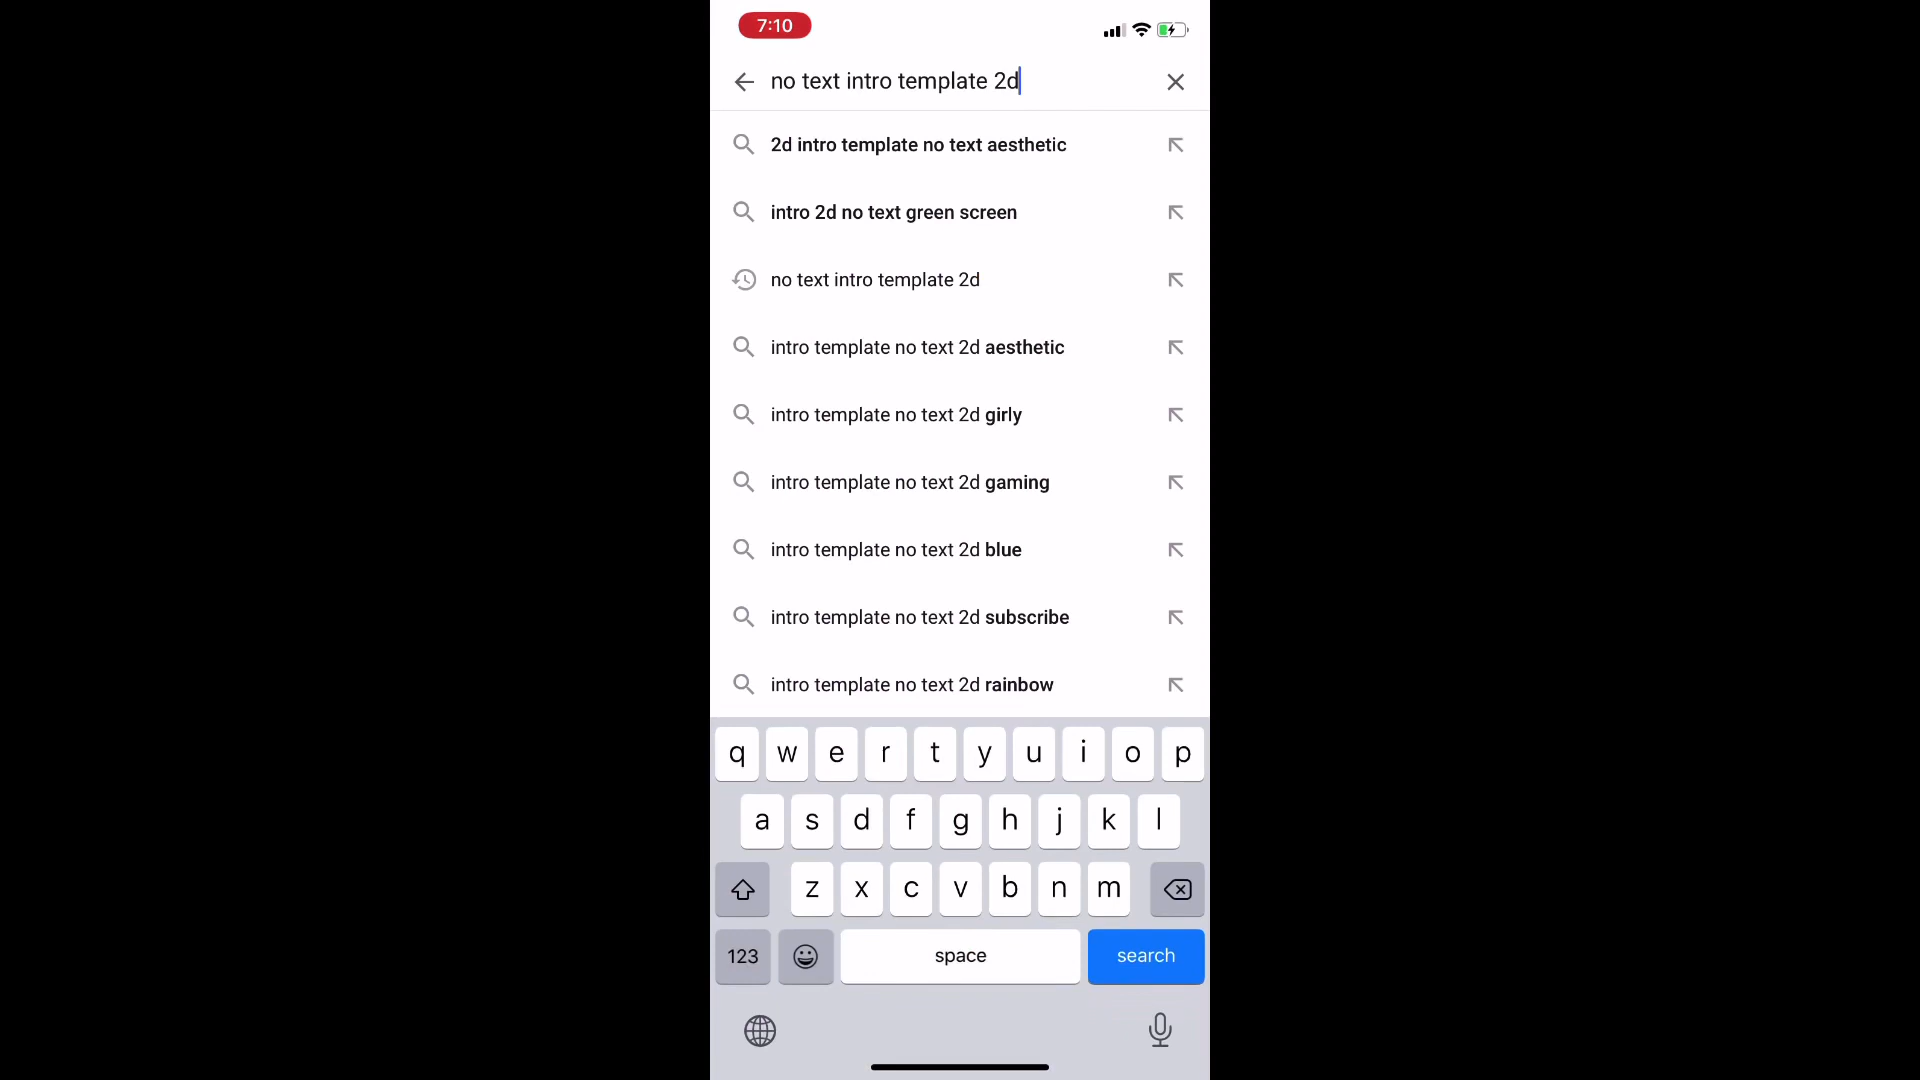 7:10
no text intro template 2d
2d intro template no text aesthetic
intro 2d no text green screen
no text intro template 2d
intro template no text 2d aesthetic
intro template no text 2d girly
intro template no text 2d gaming
intro template no text 2d blue
intro template no text 2d subscribe
intro template no text 2d rainbow
q w e r t y u i o p
a s d f g h j k l
z x c v b n m
123 space search